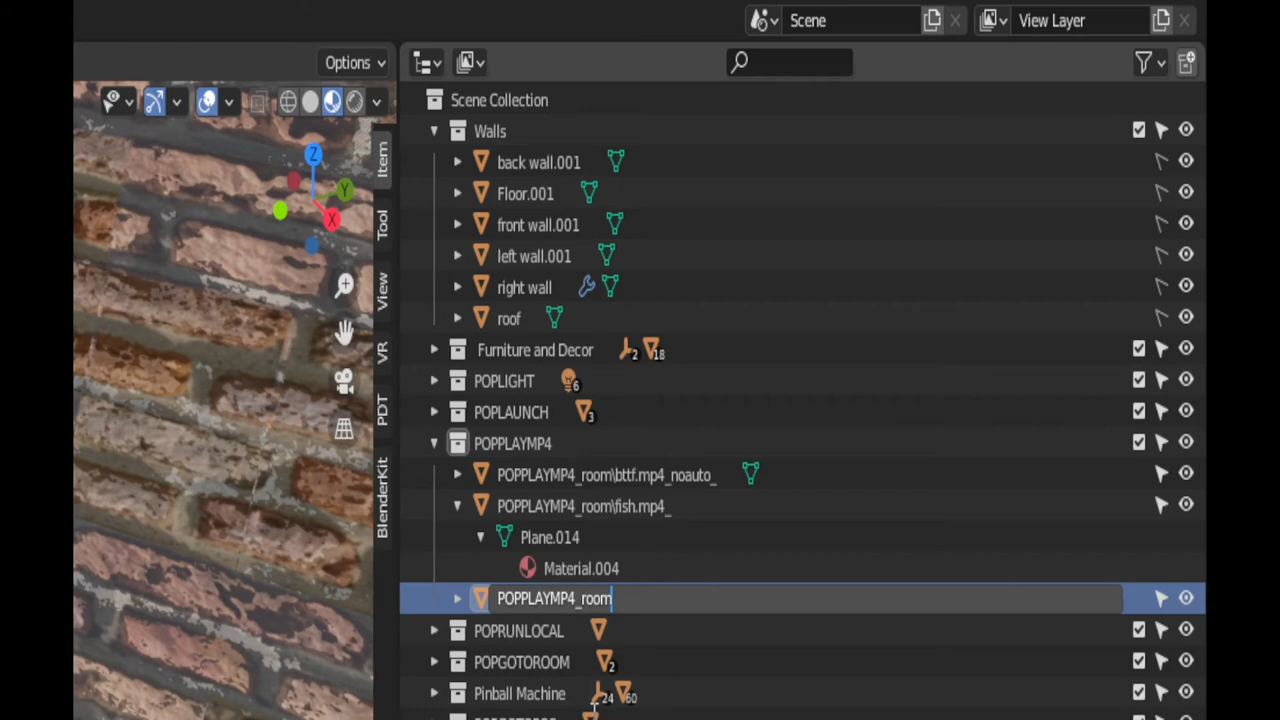 Scene
View Layer
Options
Scene Collection
Walls
back wall.001
Floor.001
front wall.001
left wall.001
right wall
roof
Furniture and Decor 2 18
POPLIGHT 6
POPLAUNCH 3
POPPLAYMP4
POPPLAYMP4_room\bttf.mp4_noauto_
POPPLAYMP4_room\fish.mp4_
Plane.014
Material.004
POPPLAYMP4_room
POPRUNLOCAL
POPGOTOROOM 2
Pinball Machine 24 60
Z
Y
X
Item
Tool
View
VR
PDT
BlenderKit